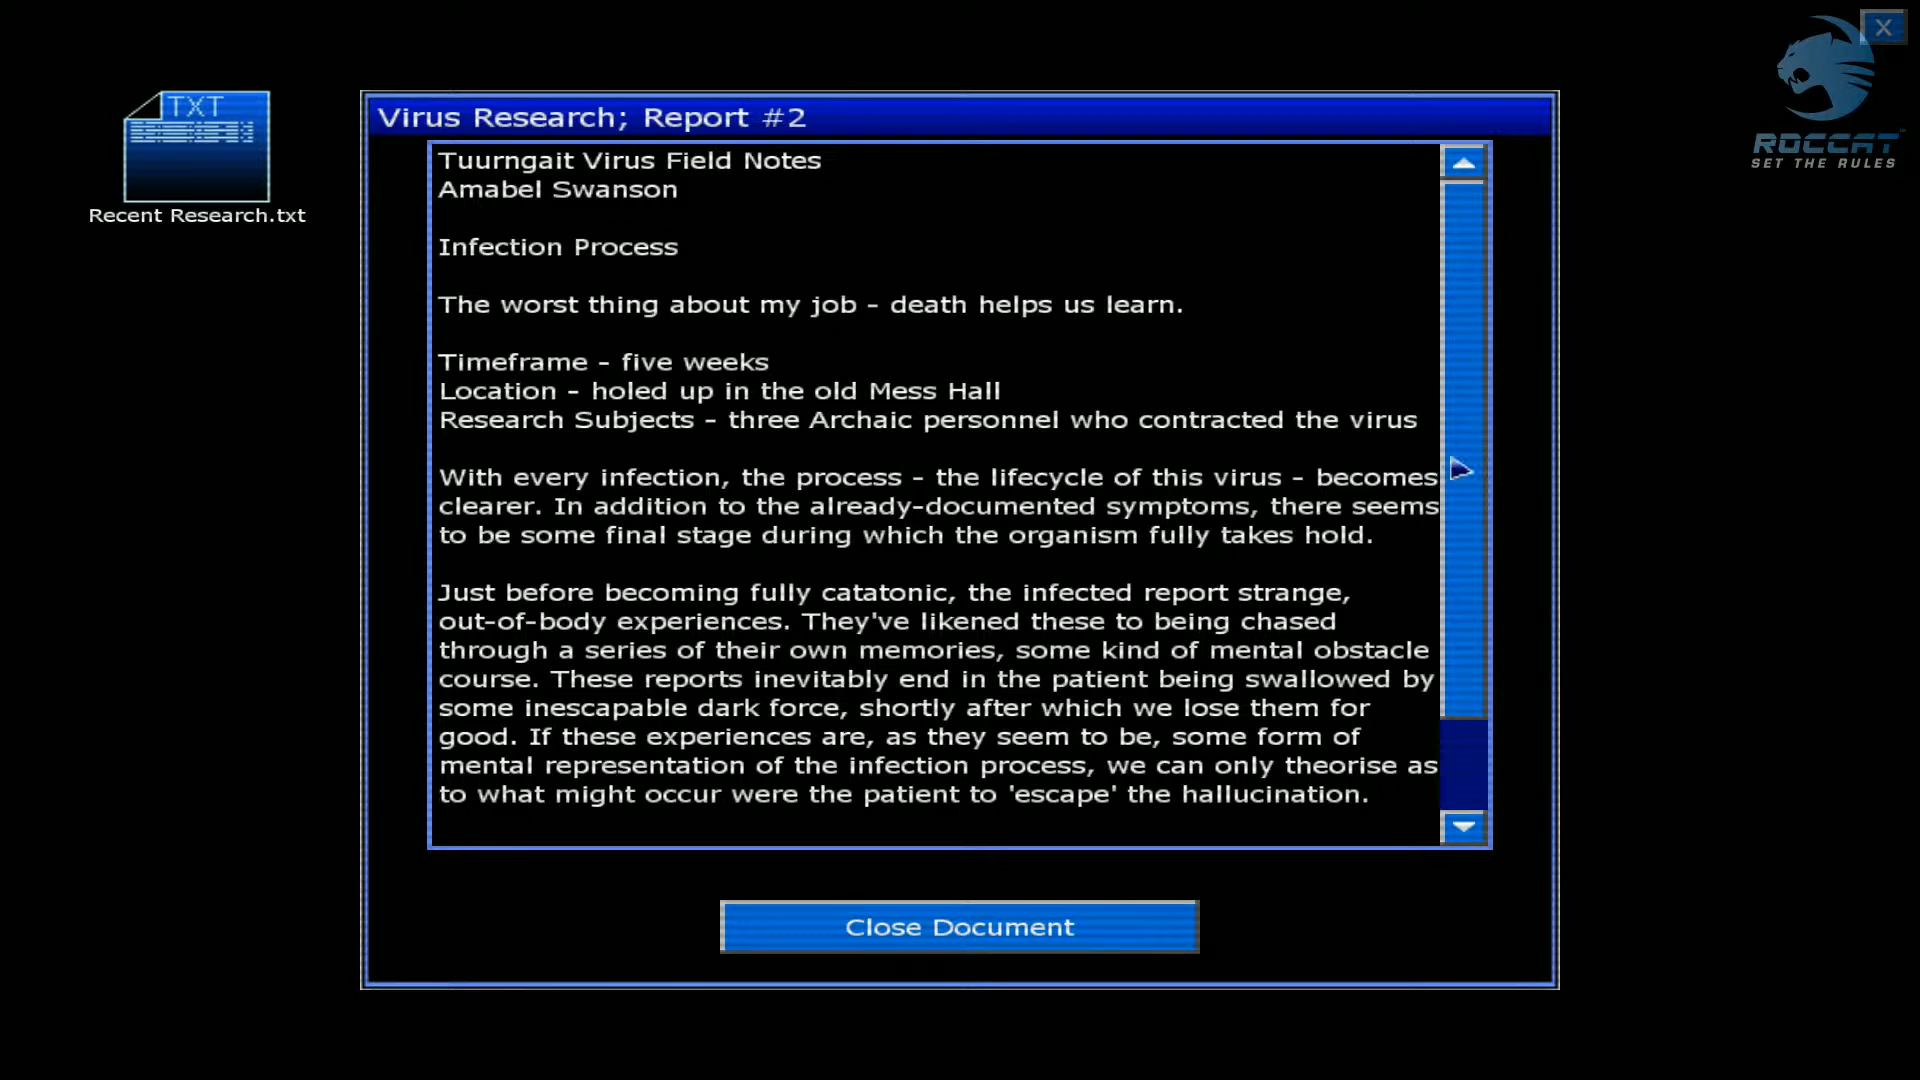 X
TXT
Recent Research.txt
ROCCAT
SET THE RULES
Virus Research; Report #2
Tuurngait Virus Field Notes
Amabel Swanson
Infection Process
The worst thing about my job - death helps us learn.
Timeframe - five weeks
Location - holed up in the old Mess Hall
Research Subjects - three Archaic personnel who contracted the virus
With every infection, the process - the lifecycle of this virus - becomes
clearer. In addition to the already-documented symptoms, there seems
to be some final stage during which the organism fully takes hold.
Just before becoming fully catatonic, the infected report strange,
out-of-body experiences. They've likened these to being chased
through a series of their own memories, some kind of mental obstacle
course. These reports inevitably end in the patient being swallowed by
some inescapable dark force, shortly after which we lose them for
good. If these experiences are, as they seem to be, some form of
mental representation of the infection process, we can only theorise as
to what might occur were the patient to 'escape' the hallucination.
Close Document